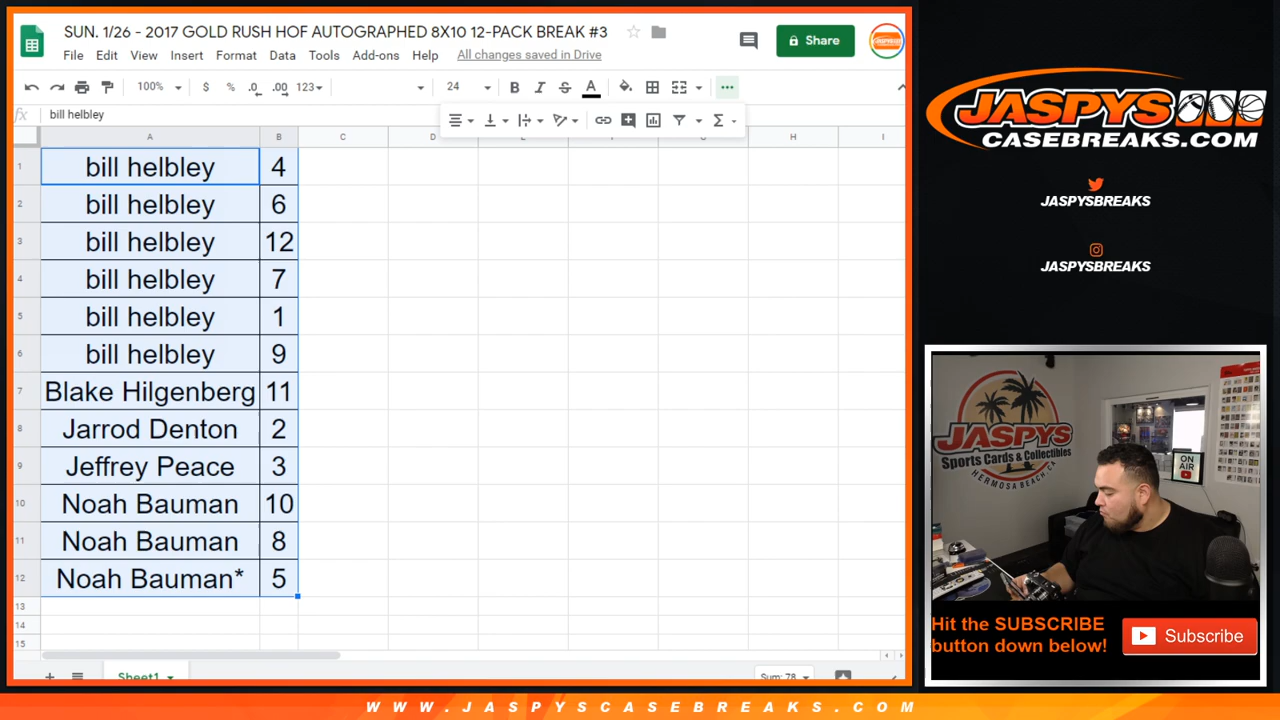 SUN. 1/26 - 2017 GOLD RUSH HOF AUTOGRAPHED 8X10 12-PACK BREAK #3
File Edit View Insert Format Data Tools Add-ons Help All changes saved in Drive
Share
100% $ % .0 .00 123 24 B I S A
fx bill helbley
A B C D H I
1 bill helbley 4
2 bill helbley 6
3 bill helbley 12
4 bill helbley 7
5 bill helbley 1
6 bill helbley 9
7 Blake Hilgenberg 11
8 Jarrod Denton 2
9 Jeffrey Peace 3
10 Noah Bauman 10
11 Noah Bauman 8
12 Noah Bauman* 5
13
14
15
Sheet1 Sum: 78
JASPYS
CASEBREAKS.COM
JASPYSBREAKS
JASPYSBREAKS
JASPYS
Sports Cards & Collectibles
HERMOSA BEACH CA
ON
AIR
Hit the SUBSCRIBE
button down below!
Subscribe
WWW.JASPYSCASEBREAKS.COM